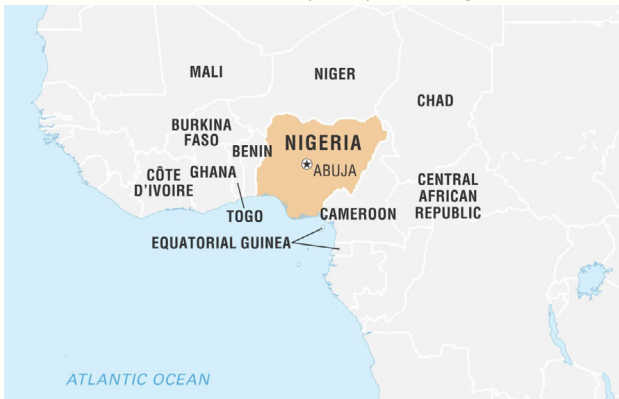 MALI
NIGER
CHAD
BURKINA
FASO
BENIN
NIGERIA
ABUJA
CÔTE
D'IVOIRE
GHANA
TOGO
CAMEROON
CENTRAL
AFRICAN
REPUBLIC
EQUATORIAL GUINEA
ATLANTIC OCEAN